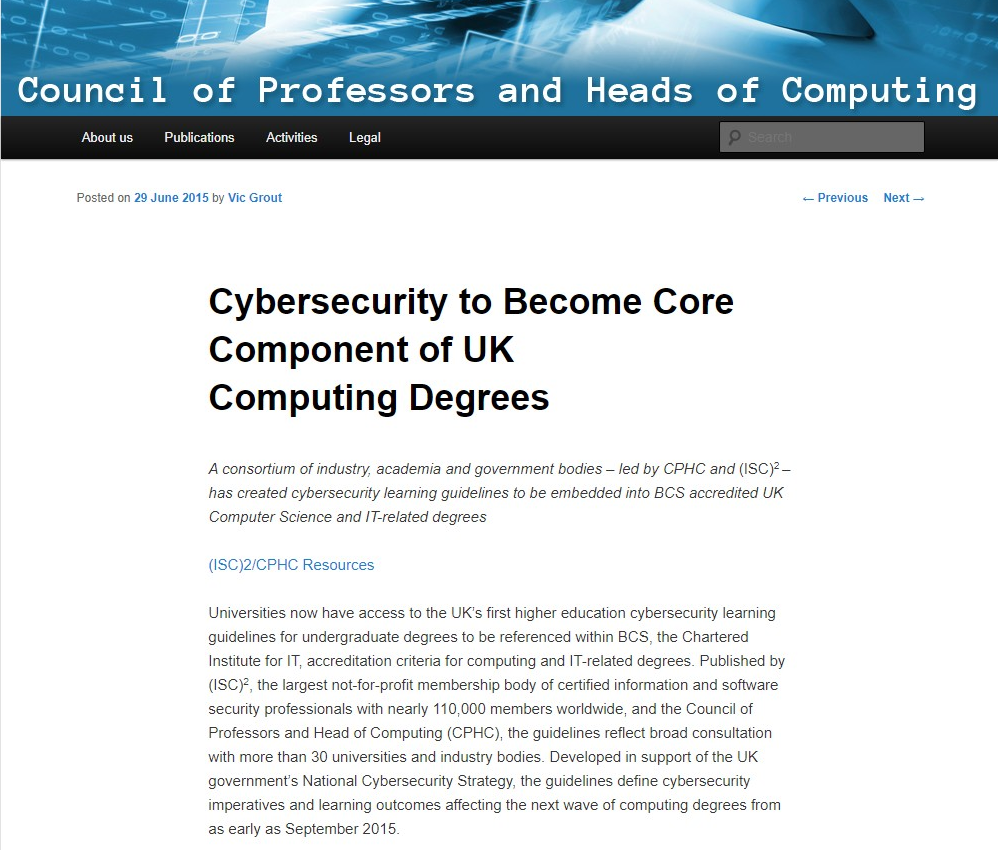 Council of Professors and Heads of Computing
About us Publications Activities Legal Search
Posted on 29 June 2015 by Vic Grout ← Previous Next →
Cybersecurity to Become Core
Component of UK
Computing Degrees
A consortium of industry, academia and government bodies – led by CPHC and (ISC)² –
has created cybersecurity learning guidelines to be embedded into BCS accredited UK
Computer Science and IT-related degrees
(ISC)2/CPHC Resources
Universities now have access to the UK’s first higher education cybersecurity learning
guidelines for undergraduate degrees to be referenced within BCS, the Chartered
Institute for IT, accreditation criteria for computing and IT-related degrees. Published by
(ISC)², the largest not-for-profit membership body of certified information and software
security professionals with nearly 110,000 members worldwide, and the Council of
Professors and Head of Computing (CPHC), the guidelines reflect broad consultation
with more than 30 universities and industry bodies. Developed in support of the UK
government’s National Cybersecurity Strategy, the guidelines define cybersecurity
imperatives and learning outcomes affecting the next wave of computing degrees from
as early as September 2015.